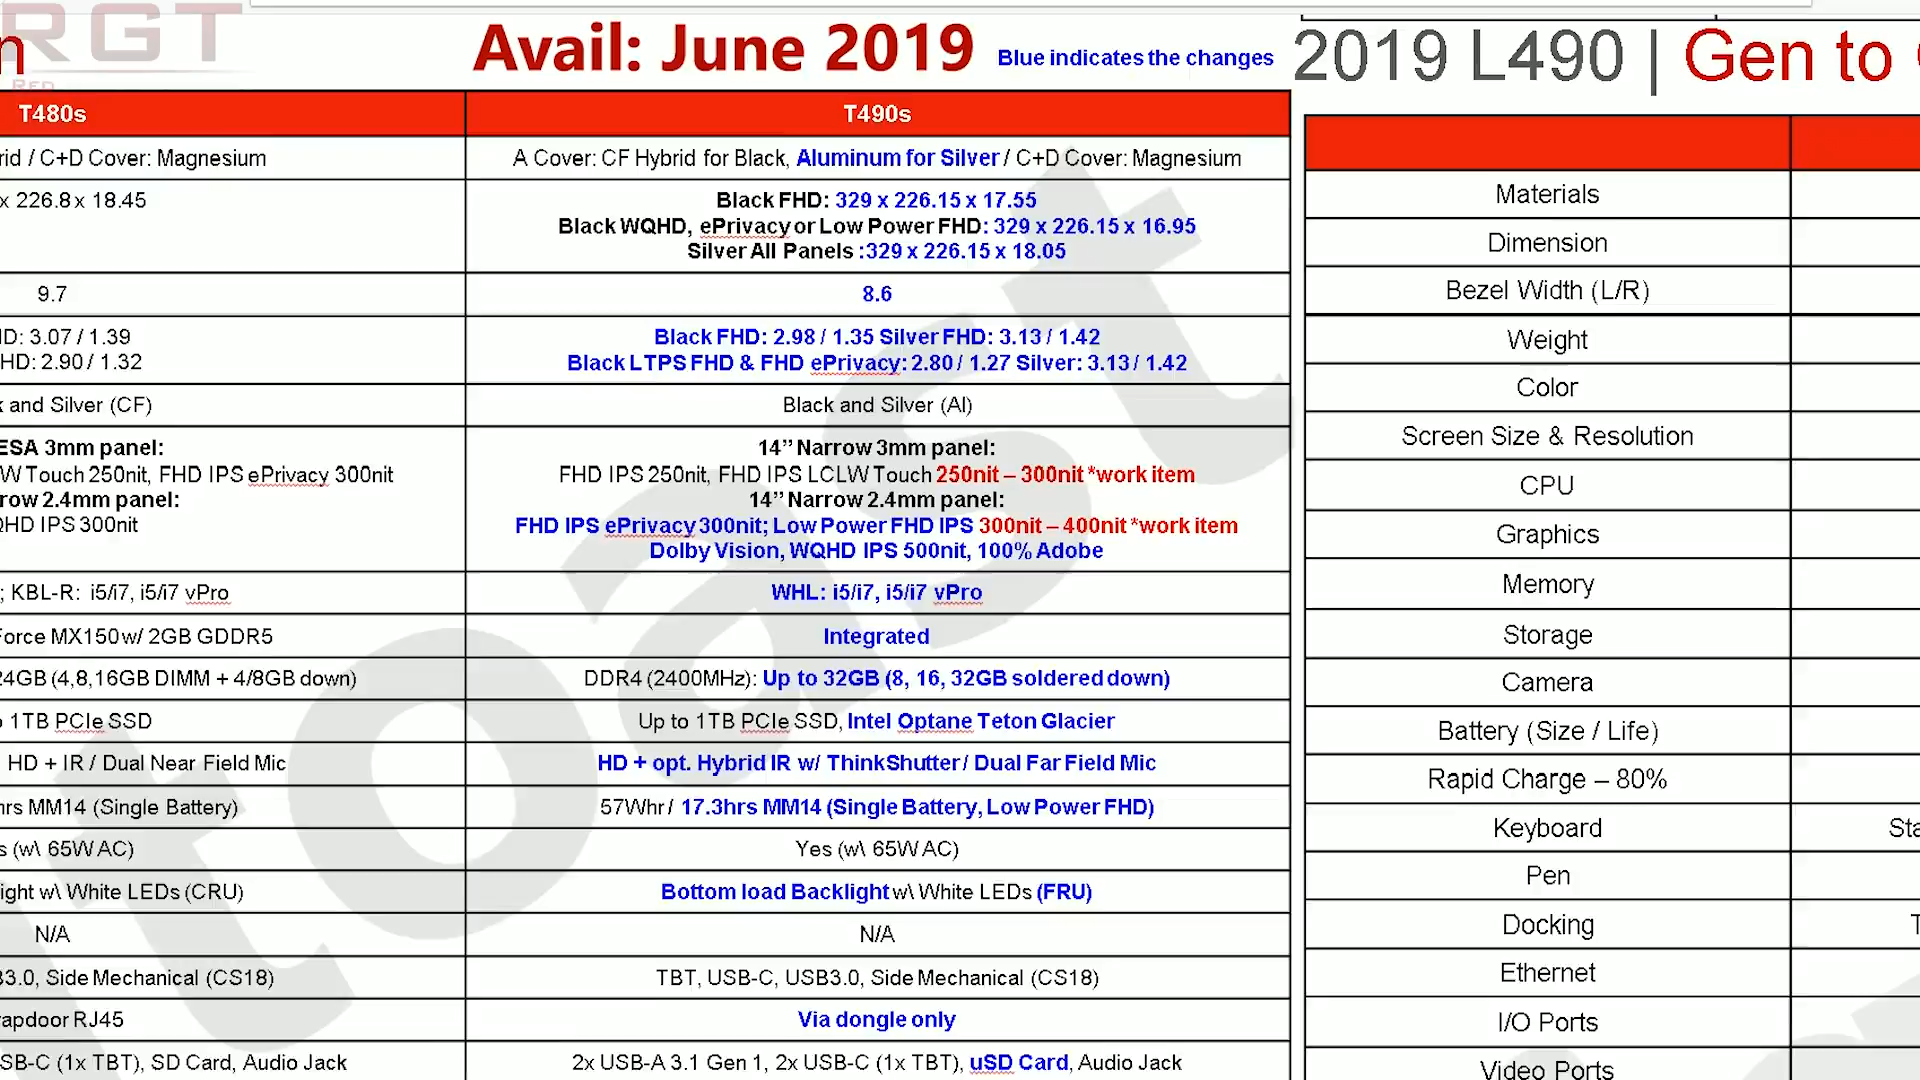 RGT
RED
n
Avail: June 2019
Blue indicates the changes
T480s
T490s
rid / C+D Cover: Magnesium
A Cover: CF Hybrid for Black, Aluminum for Silver / C+D Cover: Magnesium
x 226.8 x 18.45
Black FHD: 329 x 226.15 x 17.55
Black WQHD, ePrivacy or Low Power FHD: 329 x 226.15 x 16.95
Silver All Panels :329 x 226.15 x 18.05
9.7
8.6
HD: 3.07 / 1.39
HD: 2.90 / 1.32
Black FHD: 2.98 / 1.35 Silver FHD: 3.13 / 1.42
Black LTPS FHD & FHD ePrivacy: 2.80 / 1.27 Silver: 3.13 / 1.42
k and Silver (CF)
Black and Silver (Al)
ESA 3mm panel:
W Touch 250nit, FHD IPS ePrivacy 300nit
row 2.4mm panel:
QHD IPS 300nit
14” Narrow 3mm panel:
FHD IPS 250nit, FHD IPS LCLW Touch 250nit – 300nit *work item
14” Narrow 2.4mm panel:
FHD IPS ePrivacy 300nit; Low Power FHD IPS 300nit – 400nit *work item
Dolby Vision, WQHD IPS 500nit, 100% Adobe
; KBL-R: i5/i7, i5/i7 vPro
WHL: i5/i7, i5/i7 vPro
Force MX150 w/ 2GB GDDR5
Integrated
24GB (4,8,16GB DIMM + 4/8GB down)
DDR4 (2400MHz): Up to 32GB (8, 16, 32GB soldered down)
o 1TB PCIe SSD
Up to 1TB PCIe SSD, Intel Optane Teton Glacier
HD + IR / Dual Near Field Mic
HD + opt. Hybrid IR w/ ThinkShutter / Dual Far Field Mic
hrs MM14 (Single Battery)
57Whr / 17.3hrs MM14 (Single Battery, Low Power FHD)
s (w\ 65W AC)
Yes (w\ 65W AC)
ight w\ White LEDs (CRU)
Bottom load Backlight w\ White LEDs (FRU)
N/A
N/A
B3.0, Side Mechanical (CS18)
TBT, USB-C, USB3.0, Side Mechanical (CS18)
rapdoor RJ45
Via dongle only
SB-C (1x TBT), SD Card, Audio Jack
2x USB-A 3.1 Gen 1, 2x USB-C (1x TBT), uSD Card, Audio Jack
2019 L490 | Gen to
Materials
Dimension
Bezel Width (L/R)
Weight
Color
Screen Size & Resolution
CPU
Graphics
Memory
Storage
Camera
Battery (Size / Life)
Rapid Charge – 80%
Keyboard
Sta
Pen
Docking
T
Ethernet
I/O Ports
Video Ports
toast